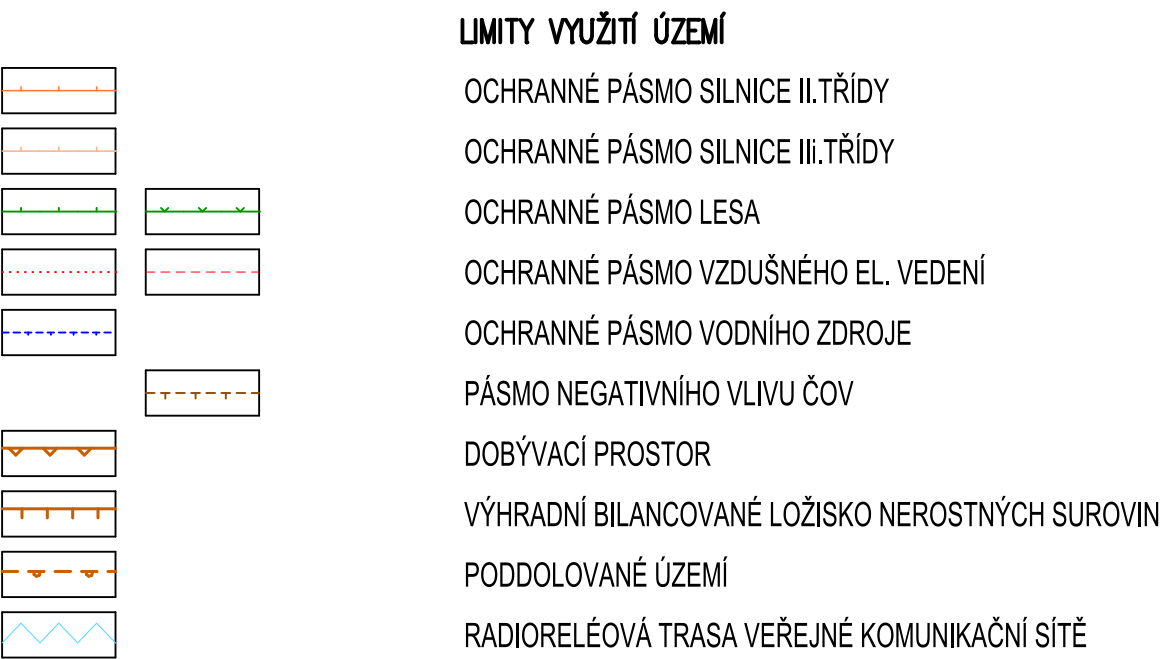 LIMITY VYUŽITÍ ÚZEMÍ
OCHRANNÉ PÁSMO SILNICE II.TŘÍDY
OCHRANNÉ PÁSMO SILNICE IIi.TŘÍDY
OCHRANNÉ PÁSMO LESA
OCHRANNÉ PÁSMO VZDUŠNÉHO EL. VEDENÍ
OCHRANNÉ PÁSMO VODNÍHO ZDROJE
PÁSMO NEGATIVNÍHO VLIVU ČOV
DOBÝVACÍ PROSTOR
VÝHRADNÍ BILANCOVANÉ LOŽISKO NEROSTNÝCH SUROVIN
PODDOLOVANÉ ÚZEMÍ
RADIORELÉOVÁ TRASA VEŘEJNÉ KOMUNIKAČNÍ SÍTĚ